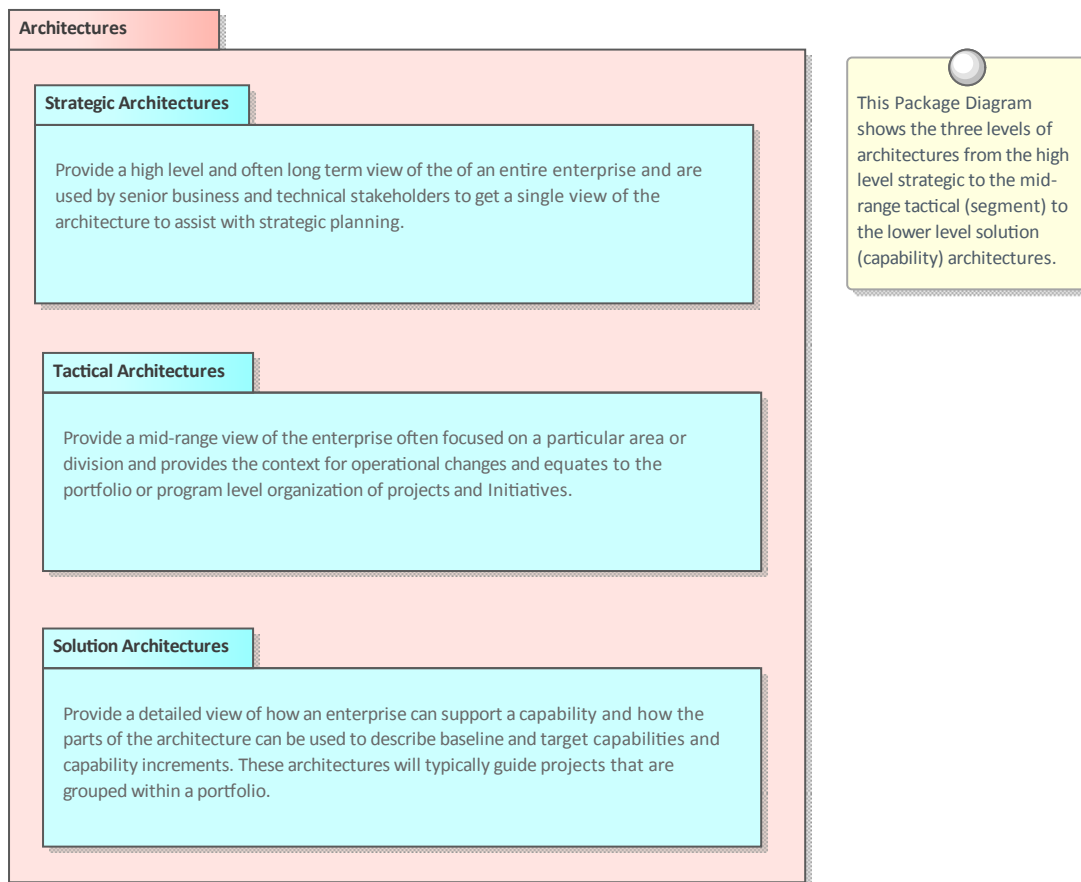 Architectures
Strategic Architectures
Provide a high level and often long term view of the of an entire enterprise and are
used by senior business and technical stakeholders to get a single view of the
architecture to assist with strategic planning.
Tactical Architectures
Provide a mid-range view of the enterprise often focused on a particular area or
division and provides the context for operational changes and equates to the
portfolio or program level organization of projects and Initiatives.
Solution Architectures
Provide a detailed view of how an enterprise can support a capability and how the
parts of the architecture can be used to describe baseline and target capabilities and
capability increments. These architectures will typically guide projects that are
grouped within a portfolio.
This Package Diagram
shows the three levels of
architectures from the high
level strategic to the mid-
range tactical (segment) to
the lower level solution
(capability) architectures.